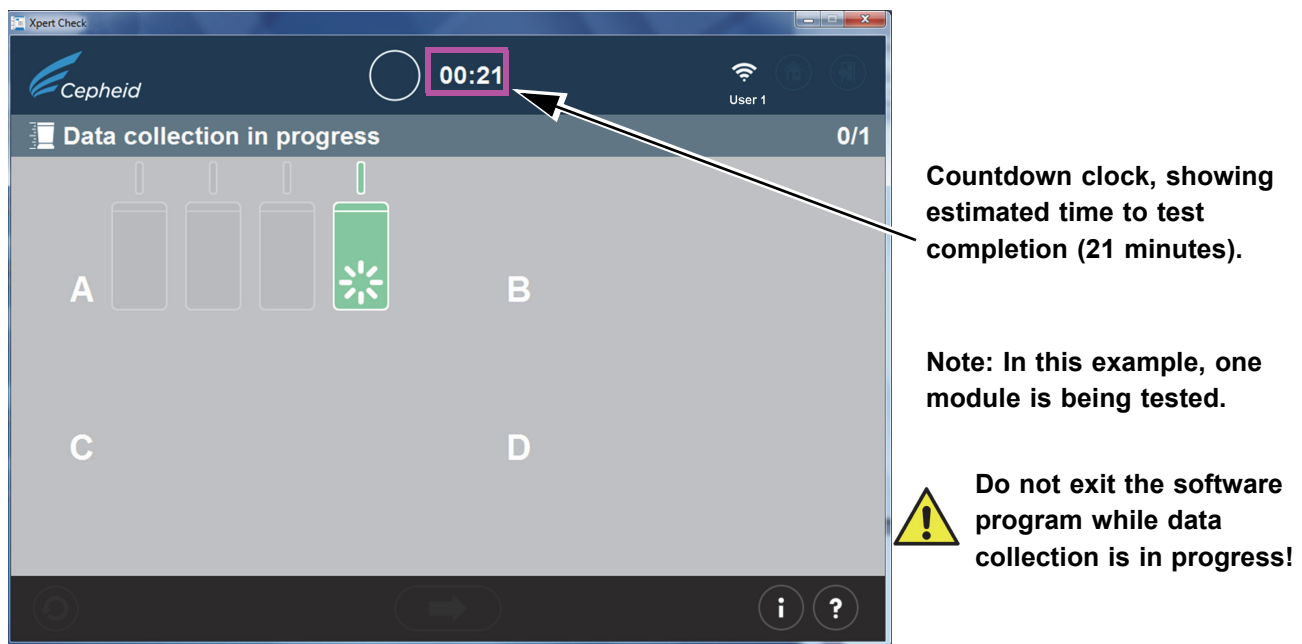 Xpert Check
Cepheid
00:21
User 1
Data collection in progress
0/1
A
B
C
D
i
?
Countdown clock, showing
estimated time to test
completion (21 minutes).
Note: In this example, one
module is being tested.
!
Do not exit the software
program while data
collection is in progress!